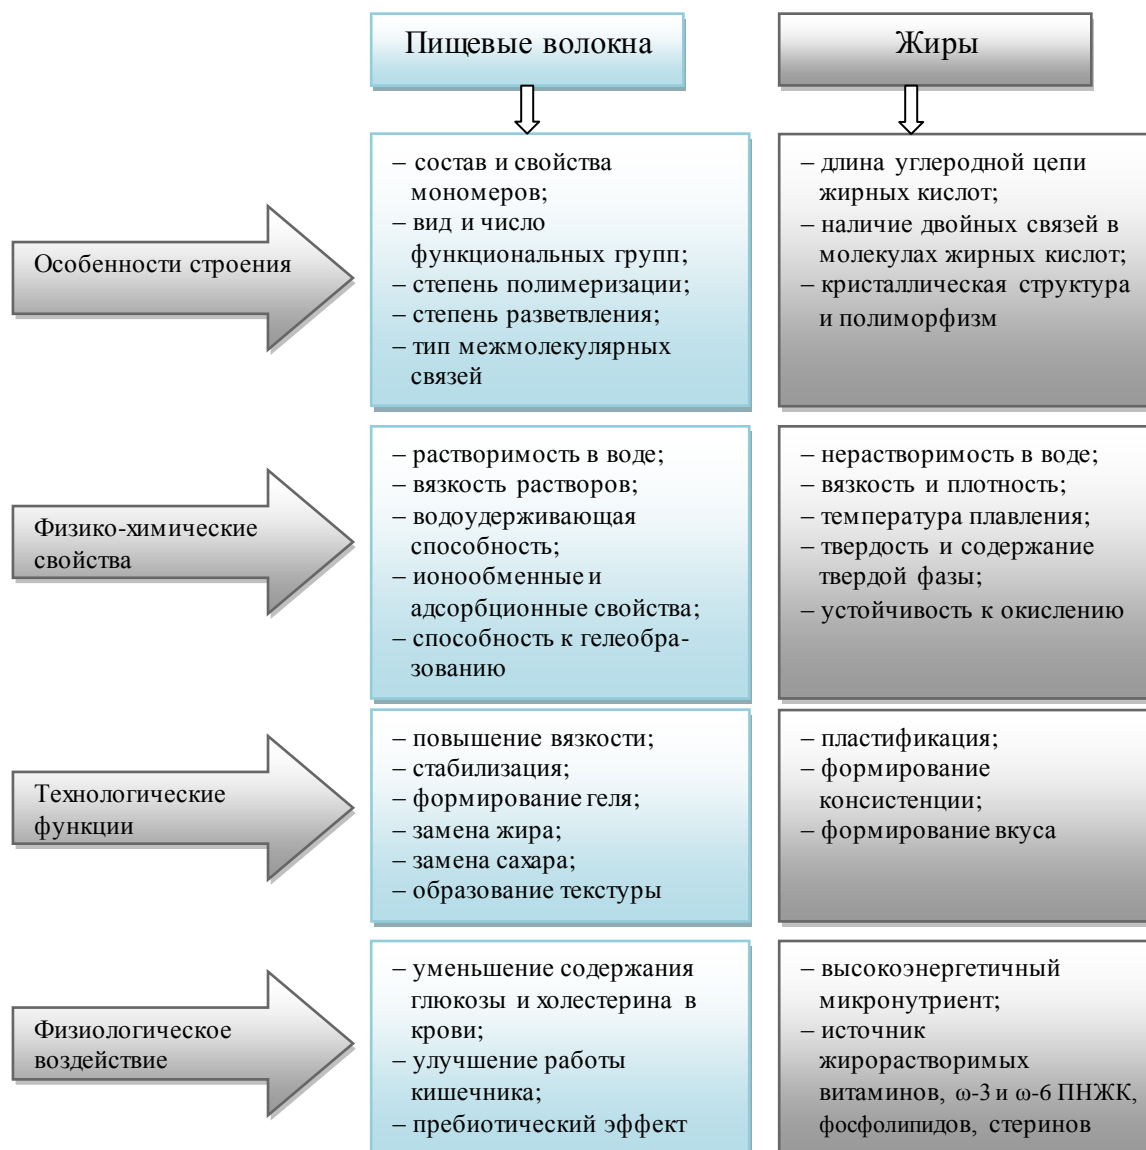 Пищевые волокна
Жиры
Особенности строения
– состав и свойства
мономеров;
– вид и число
функциональных групп;
– степень полимеризации;
– степень разветвления;
– тип межмолекулярных
связей
– длина углеродной цепи
жирных кислот;
– наличие двойных связей в
молекулах жирных кислот;
– кристаллическая структура
и полиморфизм
Физико-химические
свойства
– растворимость в воде;
– вязкость растворов;
– водоудерживающая
способность;
– ионообменные и
адсорбционные свойства;
– способность к гелеобра-
зованию
– нерастворимость в воде;
– вязкость и плотность;
– температура плавления;
– твердость и содержание
твердой фазы;
– устойчивость к окислению
Технологические
функции
– повышение вязкости;
– стабилизация;
– формирование геля;
– замена жира;
– замена сахара;
– образование текстуры
– пластификация;
– формирование
консистенции;
– формирование вкуса
Физиологическое
воздействие
– уменьшение содержания
глюкозы и холестерина в
крови;
– улучшение работы
кишечника;
– пребиотический эффект
– высокоэнергетичный
микронутриент;
– источник
жирорастворимых
витаминов, ω-3 и ω-6 ПНЖК,
фосфолипидов, стеринов